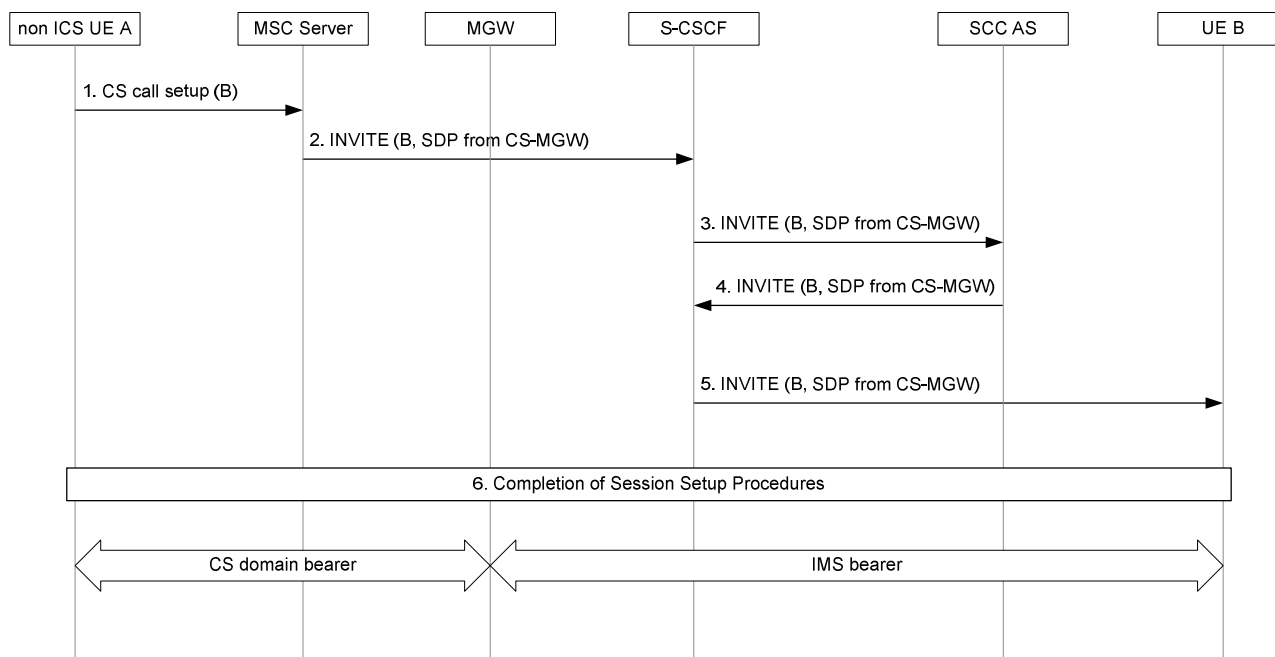 non ICS UE A
MSC Server
MGW
S-CSCF
SCC AS
UE B
1. CS call setup (B)
2. INVITE (B, SDP from CS-MGW)
3. INVITE (B, SDP from CS-MGW)
4. INVITE (B, SDP from CS-MGW)
5. INVITE (B, SDP from CS-MGW)
6. Completion of Session Setup Procedures
CS domain bearer
IMS bearer